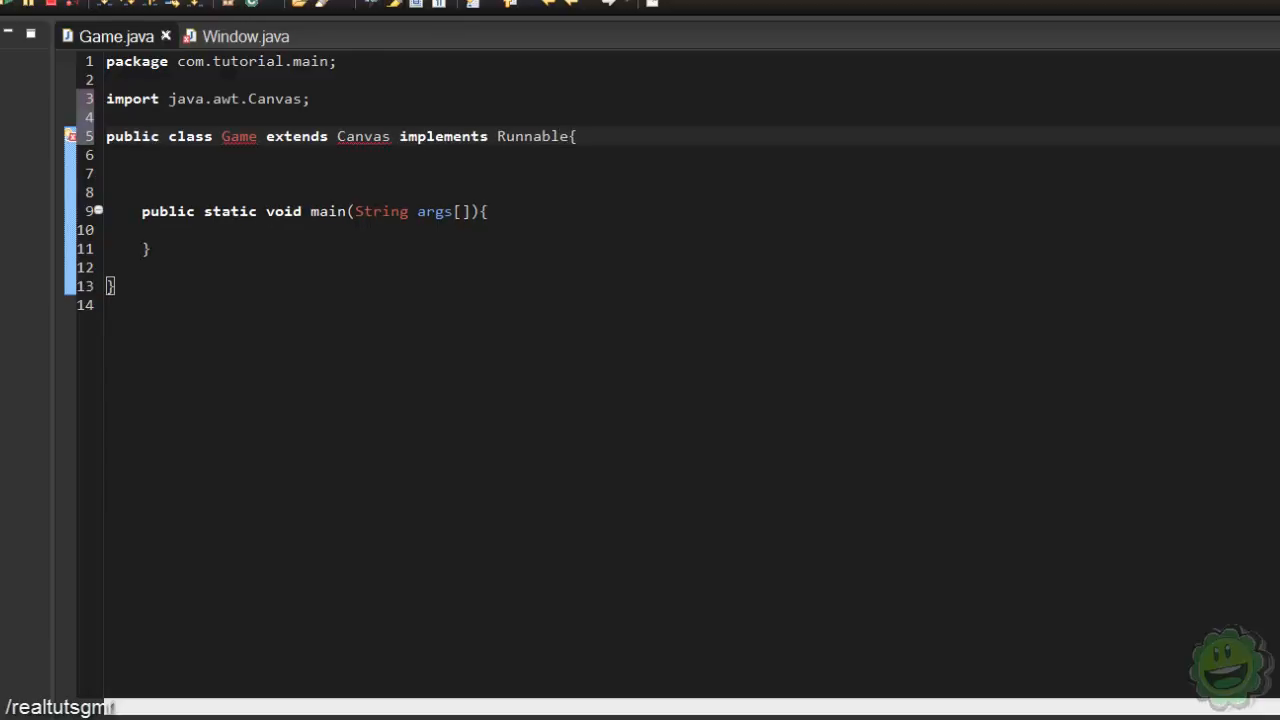 Game.java Window.java
1 package com.tutorial.main;
2
3 import java.awt.Canvas;
4
5 public class Game extends Canvas implements Runnable{
6
7
8
9 public static void main(String args[]){
10
11 }
12
13 }
14
/realtutsgmr